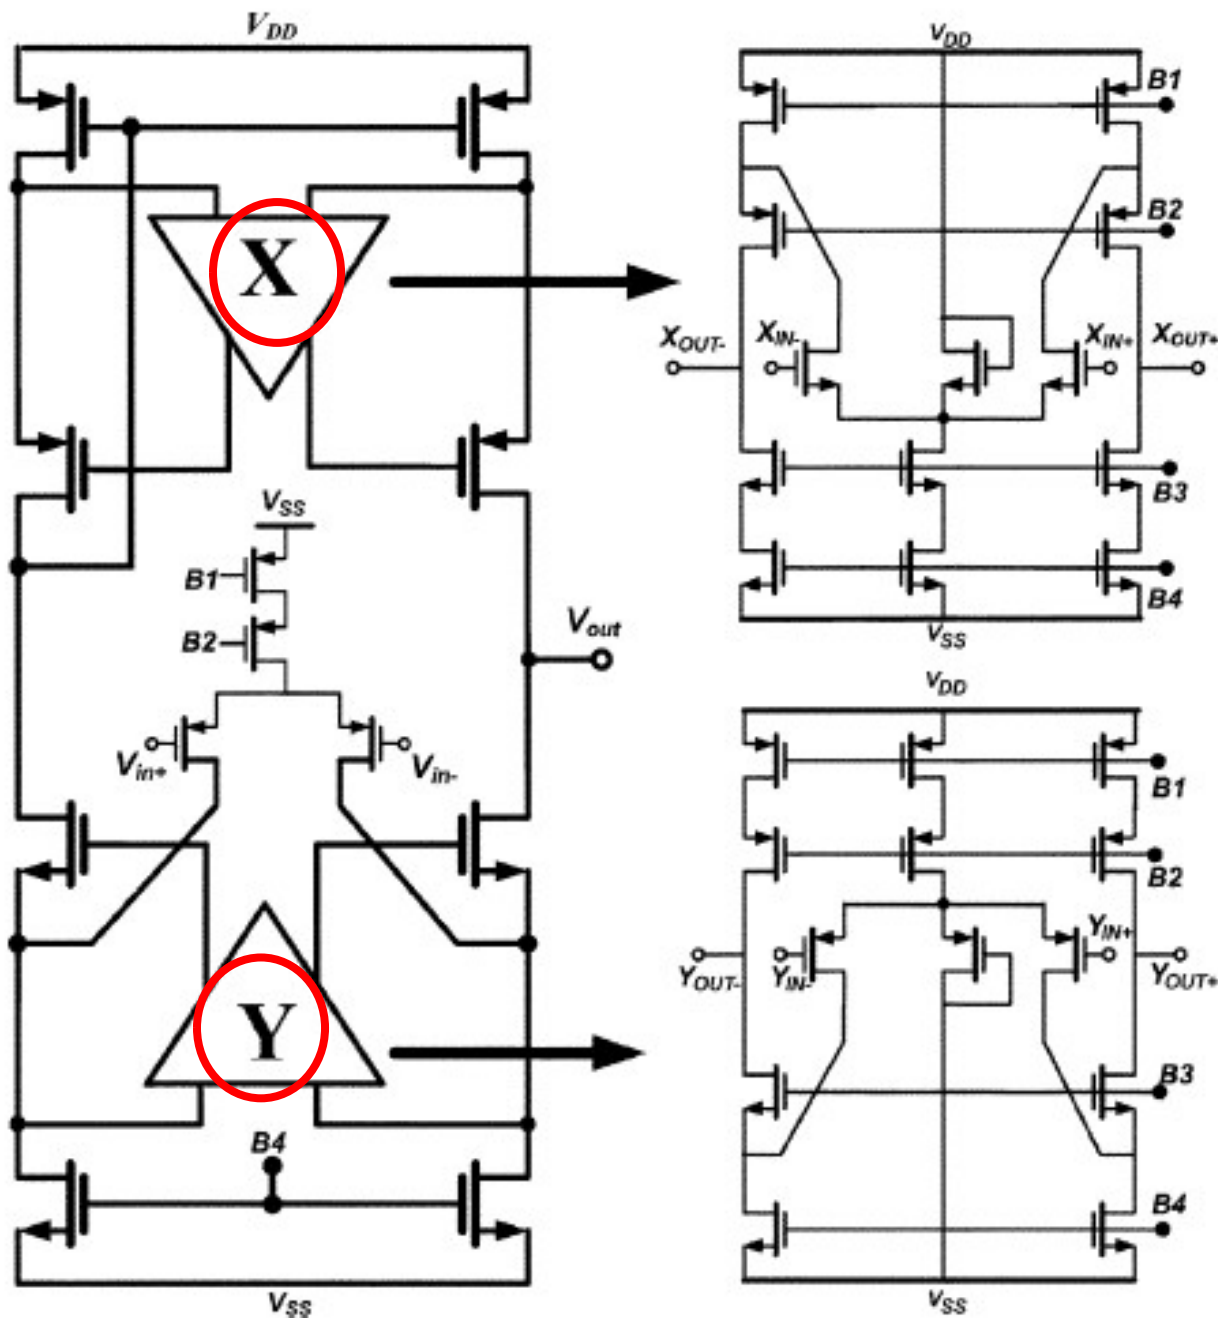 VDD
X
VSS
B1
B2
Vout
Vin+
Vin-
Y
B4
VSS
VDD
B1
B2
XOUT-
XIN-
XIN+
XOUT+
B3
B4
VSS
VDD
B1
B2
YOUT-
YIN-
YIN+
YOUT+
B3
B4
VSS